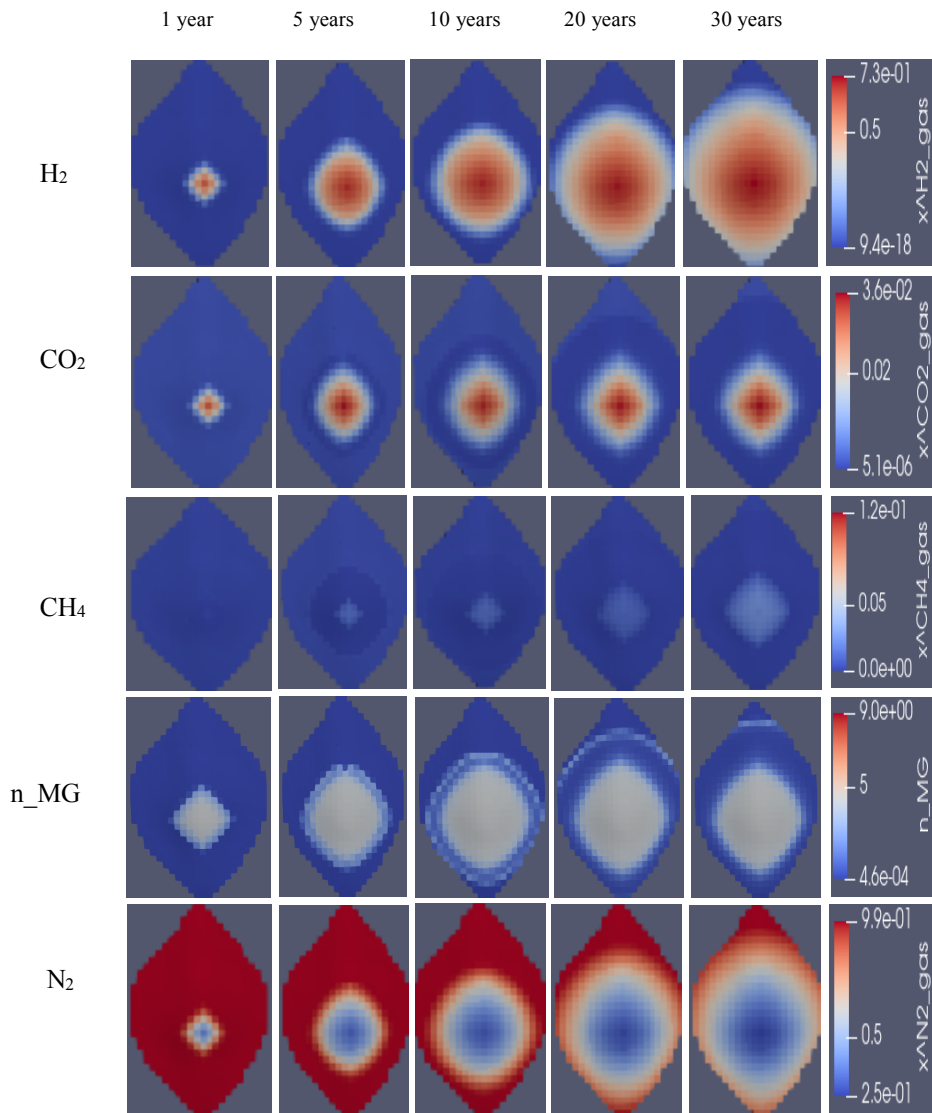 1 year 5 years 10 years 20 years 30 years
H2
7.3e-01
0.5
9.4e-18
x^H2_gas
CO2
3.6e-02
0.02
5.1e-06
x^CO2_gas
CH4
1.2e-01
0.05
0.0e+00
x^CH4_gas
n_MG
9.0e+00
5
4.6e-04
n_MG
N2
9.9e-01
0.5
2.5e-01
x^N2_gas